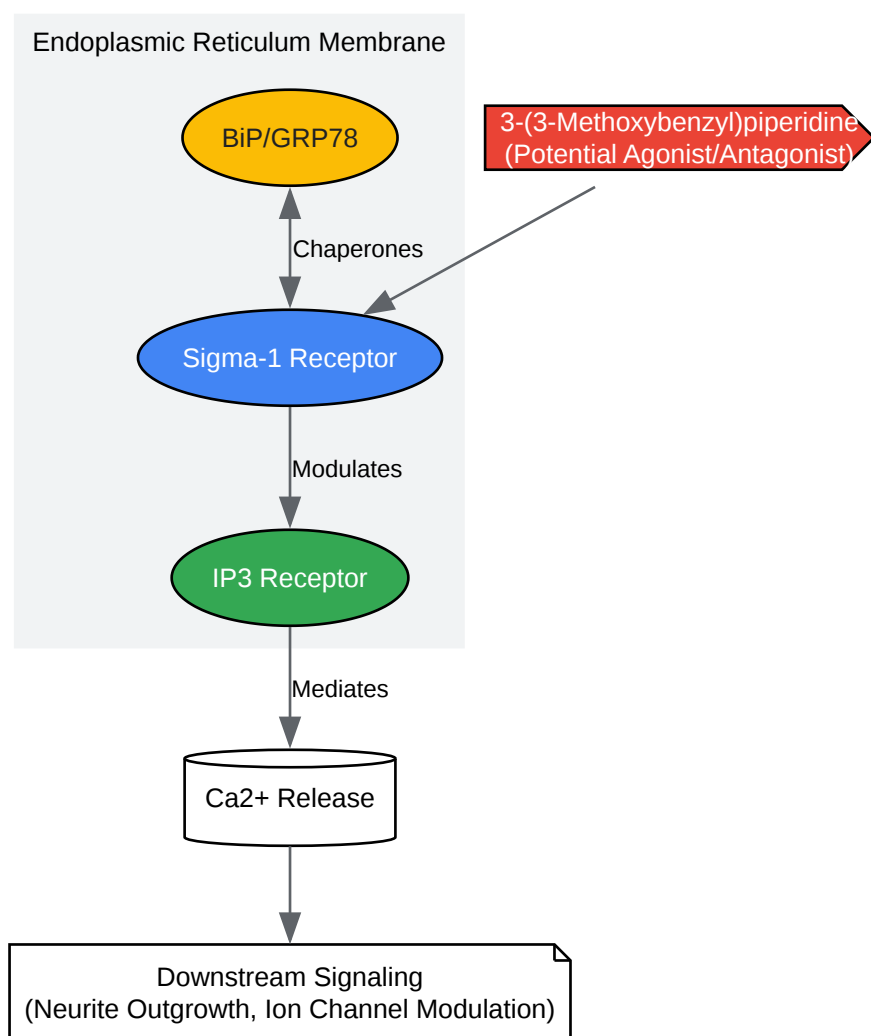 Endoplasmic Reticulum Membrane
BiP/GRP78
3-(3-Methoxybenzyl)piperidine
(Potential Agonist/Antagonist)
Chaperones
Sigma-1 Receptor
Modulates
IP3 Receptor
Mediates
Ca2+ Release
Downstream Signaling
(Neurite Outgrowth, Ion Channel Modulation)